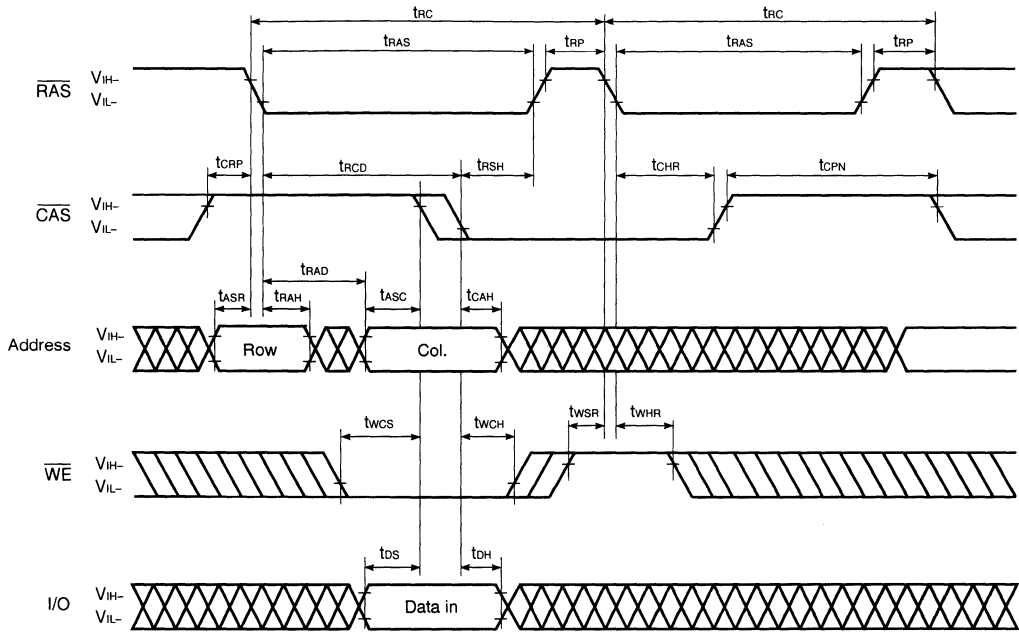 tRC tRC
tRAS tRP tRAS tRP
RAS VIH–
VIL–
tCRP tRCD tRSH tCHR tCPN
CAS VIH–
VIL–
tRAD
tASR tRAH tASC tCAH
Address VIH–
VIL–
Row Col.
tWCS tWCH tWSR tWHR
WE VIH–
VIL–
tDS tDH
I/O VIH–
VIL–
Data in